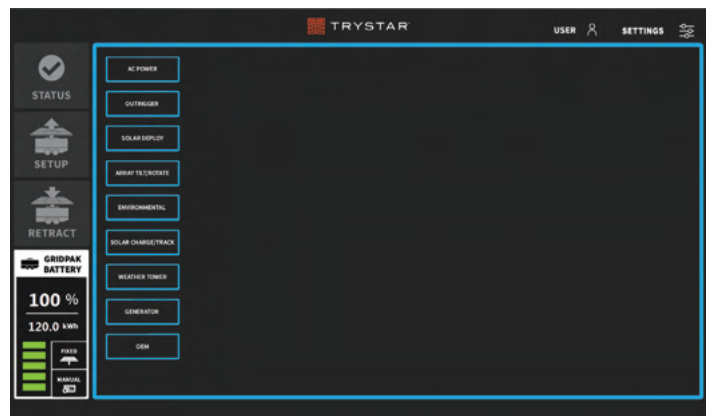 TRYSTAR
USER
SETTINGS
STATUS
SETUP
RETRACT
GRIDPAK
BATTERY
100 %
120.0 kWh
FIXED
MANUAL
AC POWER
OUTRIGGER
SOLAR DEPLOY
ARRAY TILT/ROTATE
ENVIRONMENTAL
SOLAR CHARGE/TRACK
WEATHER TOWER
GENERATOR
OEM